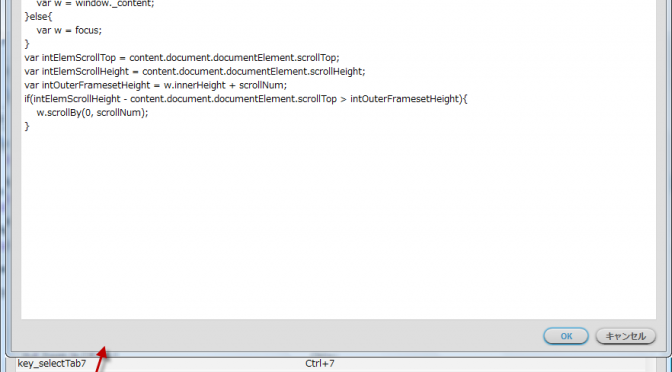 var w = window._content;
}else{
var w = focus;
}
var intElemScrollTop = content.document.documentElement.scrollTop;
var intElemScrollHeight = content.document.documentElement.scrollHeight;
var intOuterFramesetHeight = w.innerHeight + scrollNum;
if(intElemScrollHeight - content.document.documentElement.scrollTop > intOuterFramesetHeight){
w.scrollBy(0, scrollNum);
}
OK キャンセル
key_selectTab7 Ctrl+7